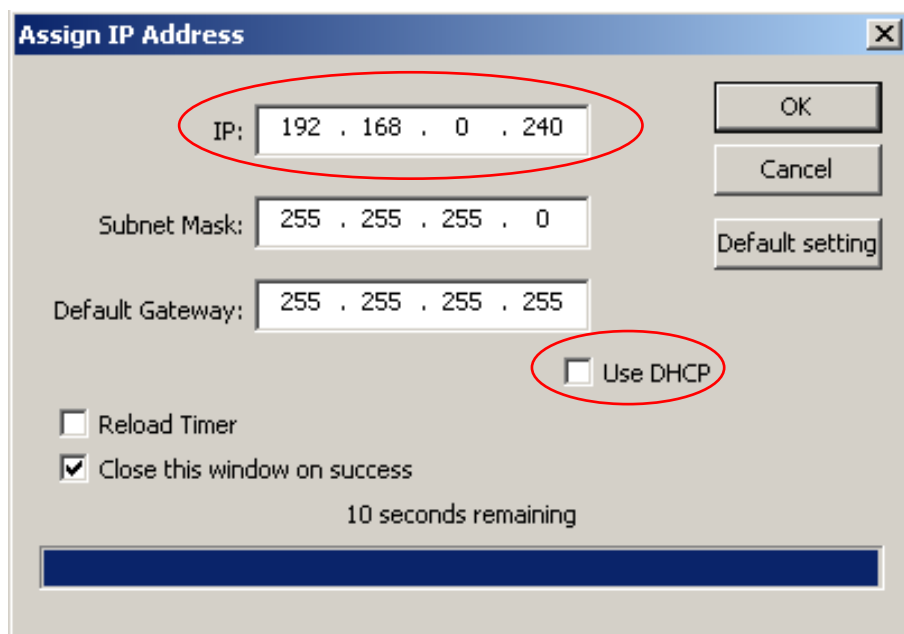 Assign IP Address
IP: 192 . 168 . 0 . 240
OK
Cancel
Subnet Mask: 255 . 255 . 255 . 0
Default setting
Default Gateway: 255 . 255 . 255 . 255
Use DHCP
Reload Timer
Close this window on success
10 seconds remaining